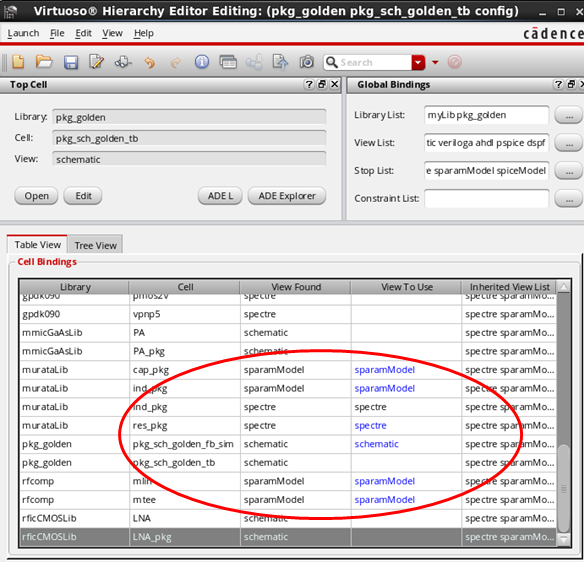 Virtuoso® Hierarchy Editor Editing: (pkg_golden pkg_sch_golden_tb config)
Launch File Edit View Help cādence
Search
Top Cell
Library: pkg_golden
Cell: pkg_sch_golden_tb
View: schematic
Open Edit ADE L ADE Explorer
Global Bindings
Library List: myLib pkg_golden ...
View List: tic veriloga ahdl pspice dspf ...
Stop List: e sparamModel spiceModel ...
Constraint List: ...
Table View Tree View
Cell Bindings
Library Cell View Found View To Use Inherited View List
gpdk090 pmos2v spectre spectre sparamMo...
gpdk090 vpnp5 spectre spectre sparamMo...
mmicGaAsLib PA schematic spectre sparamMo...
mmicGaAsLib PA_pkg schematic spectre sparamMo...
murataLib cap_pkg sparamModel sparamModel spectre sparamMo...
murataLib ind_pkg sparamModel sparamModel spectre sparamMo...
murataLib ind_pkg spectre spectre spectre sparamMo...
murataLib res_pkg spectre spectre spectre sparamMo...
pkg_golden pkg_sch_golden_fb_sim schematic schematic spectre sparamMo...
pkg_golden pkg_sch_golden_tb schematic spectre sparamMo...
rfcomp mlin sparamModel sparamModel spectre sparamMo...
rfcomp mtee sparamModel sparamModel spectre sparamMo...
rficCMOSLib LNA schematic spectre sparamMo...
rficCMOSLib LNA_pkg schematic spectre sparamMo...